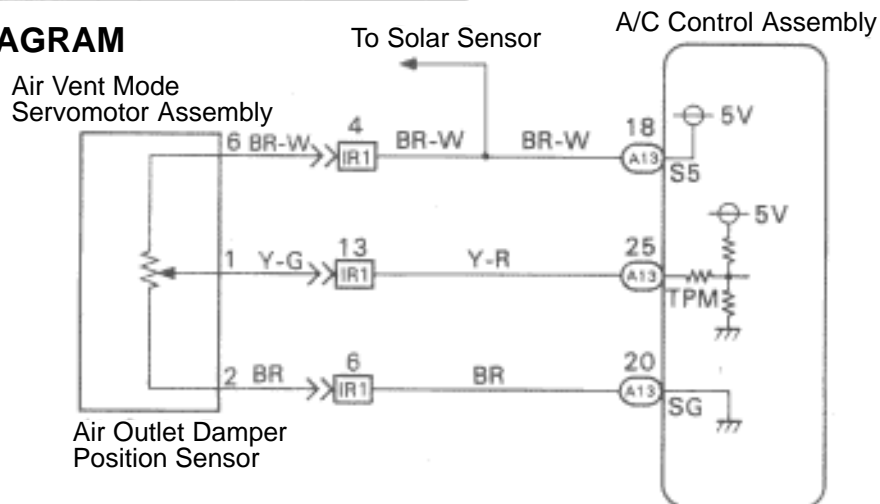 AGRAM
To Solar Sensor
A/C Control Assembly
Air Vent Mode
Servomotor Assembly
6 BR-W 4 IR1 BR-W BR-W 18 A13 S5 5V
1 Y-G 13 IR1 Y-R 25 A13 TPM 5V
2 BR 6 IR1 BR 20 A13 SG
Air Outlet Damper
Position Sensor